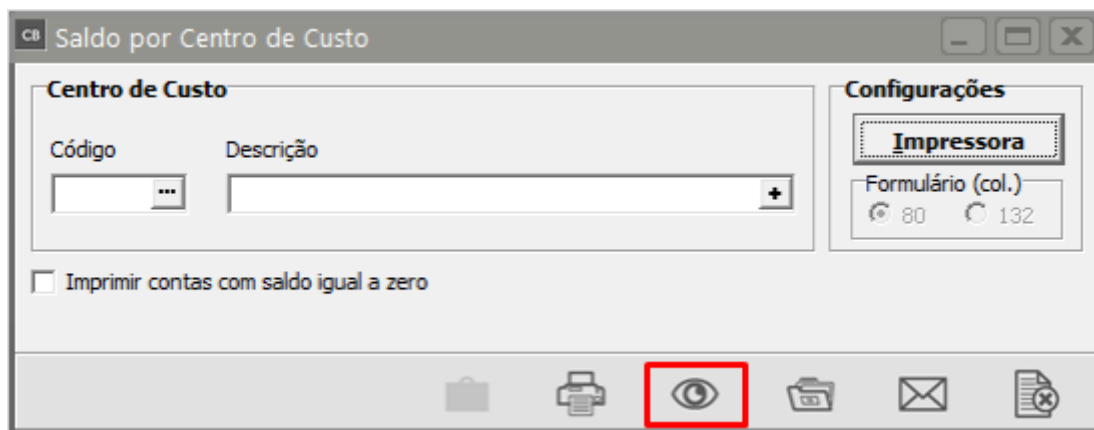 CB Saldo por Centro de Custo
Centro de Custo
Código Descrição
Configurações
Impressora
Formulário (col.)
80 132
Imprimir contas com saldo igual a zero